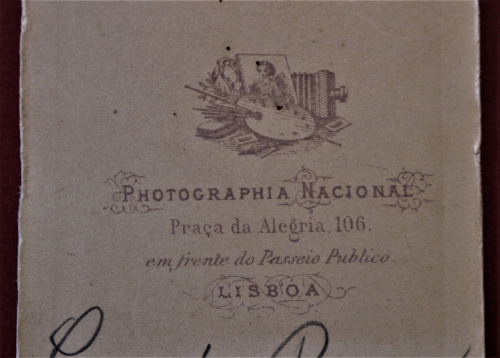 PHOTOGRAPHIA NACIONAL
Praça da Alegria, 106.
em frente do Passeio Publico
LISBOA